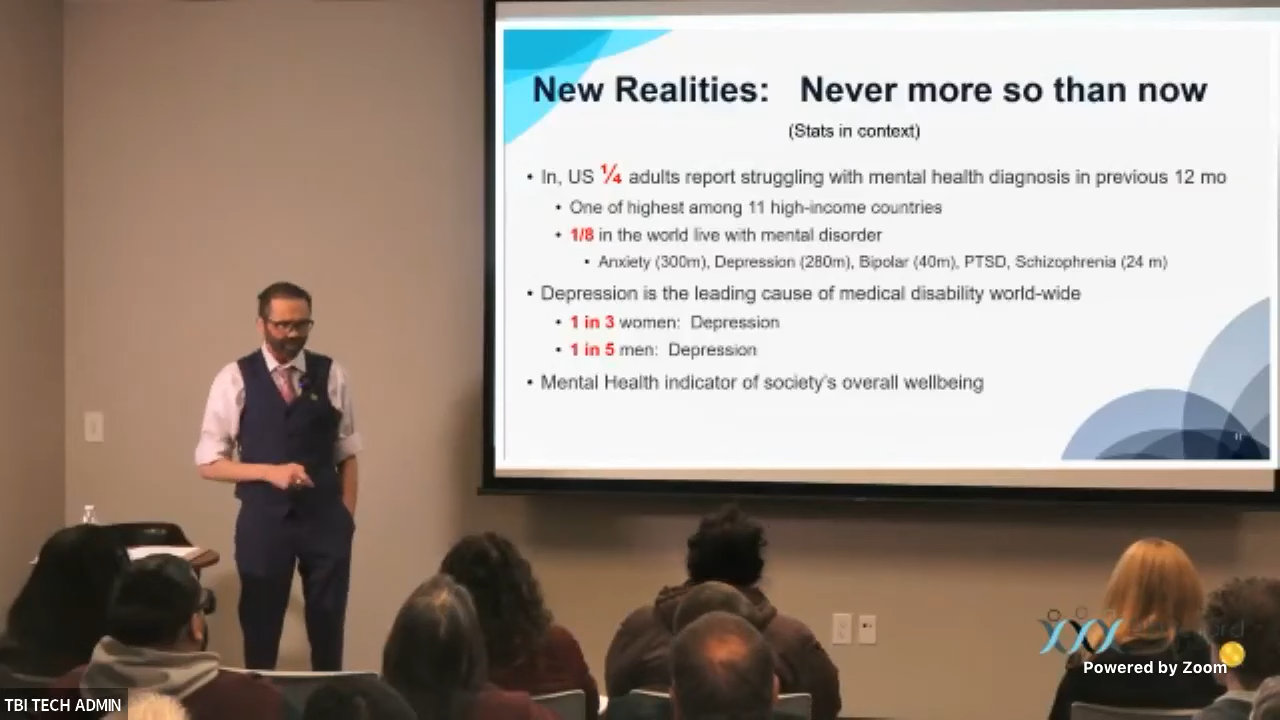 New Realities: Never more so than now
(Stats in context)
• In, US ¼ adults report struggling with mental health diagnosis in previous 12 mo
• One of highest among 11 high-income countries
• 1/8 in the world live with mental disorder
• Anxiety (300m), Depression (280m), Bipolar (40m), PTSD, Schizophrenia (24 m)
• Depression is the leading cause of medical disability world-wide
• 1 in 3 women: Depression
• 1 in 5 men: Depression
• Mental Health indicator of society's overall wellbeing
11
Powered by Zoom
TBI TECH ADMIN